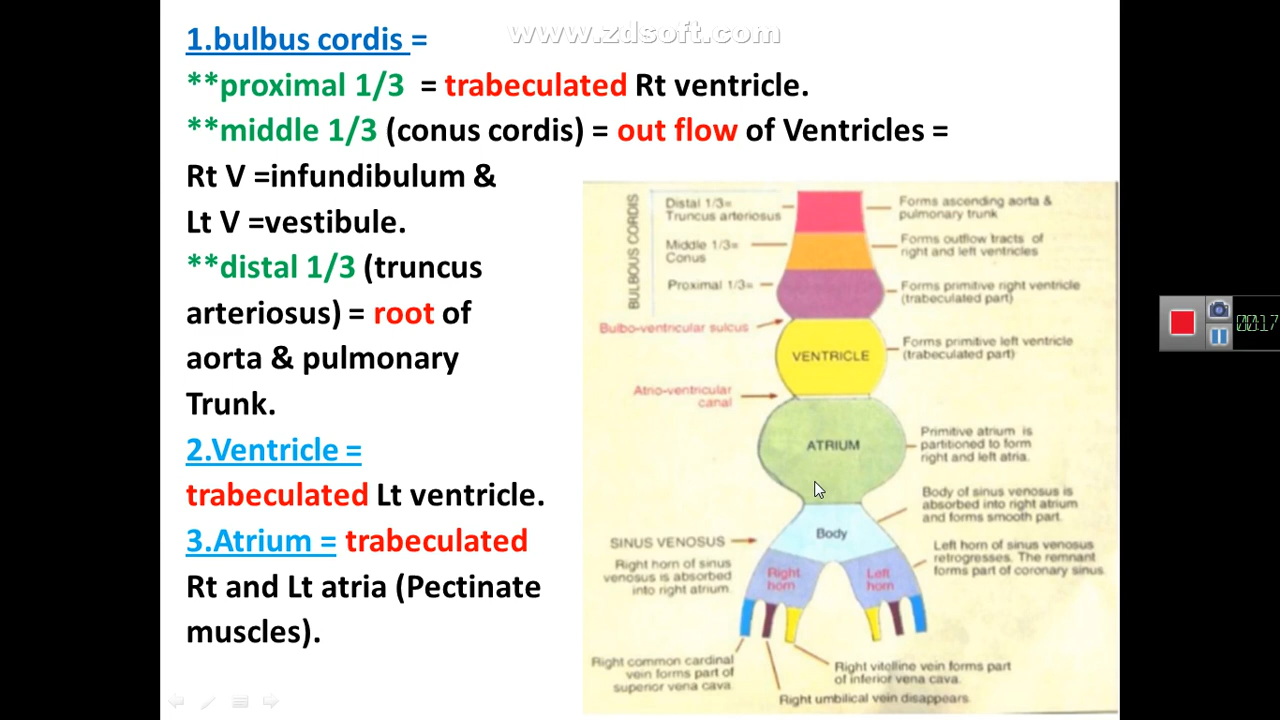 www.zdsoft.com
1.bulbus cordis =
**proximal 1/3 = trabeculated Rt ventricle.
**middle 1/3 (conus cordis) = out flow of Ventricles =
Rt V =infundibulum &
Lt V =vestibule.
**distal 1/3 (truncus
arteriosus) = root of
aorta & pulmonary
Trunk.
2.Ventricle =
trabeculated Lt ventricle.
3.Atrium = trabeculated
Rt and Lt atria (Pectinate
muscles).
BULBOUS CORDIS
Distal 1/3=
Truncus arteriosus
Forms ascending aorta &
pulmonary trunk
Middle 1/3=
Conus
Forms outflow tracts of
right and left ventricles
Proximal 1/3=
Forms primitive right ventricle
(trabeculated part)
Bulbo-ventricular sulcus
VENTRICLE
Forms primitive left ventricle
(trabeculated part)
Atrio-ventricular
canal
ATRIUM
Primitive atrium is
partitioned to form
right and left atria.
Body of sinus venosus is
absorbed into right atrium
and forms smooth part.
SINUS VENOSUS
Body
Right horn of sinus
venosus is absorbed
into right atrium.
Right
horn
Left
horn
Left horn of sinus venosus
retrogresses. The remnant
forms part of coronary sinus.
Right common cardinal
vein forms part of
superior vena cava.
Right vitelline vein forms part
of inferior vena cava.
Right umbilical vein disappears.